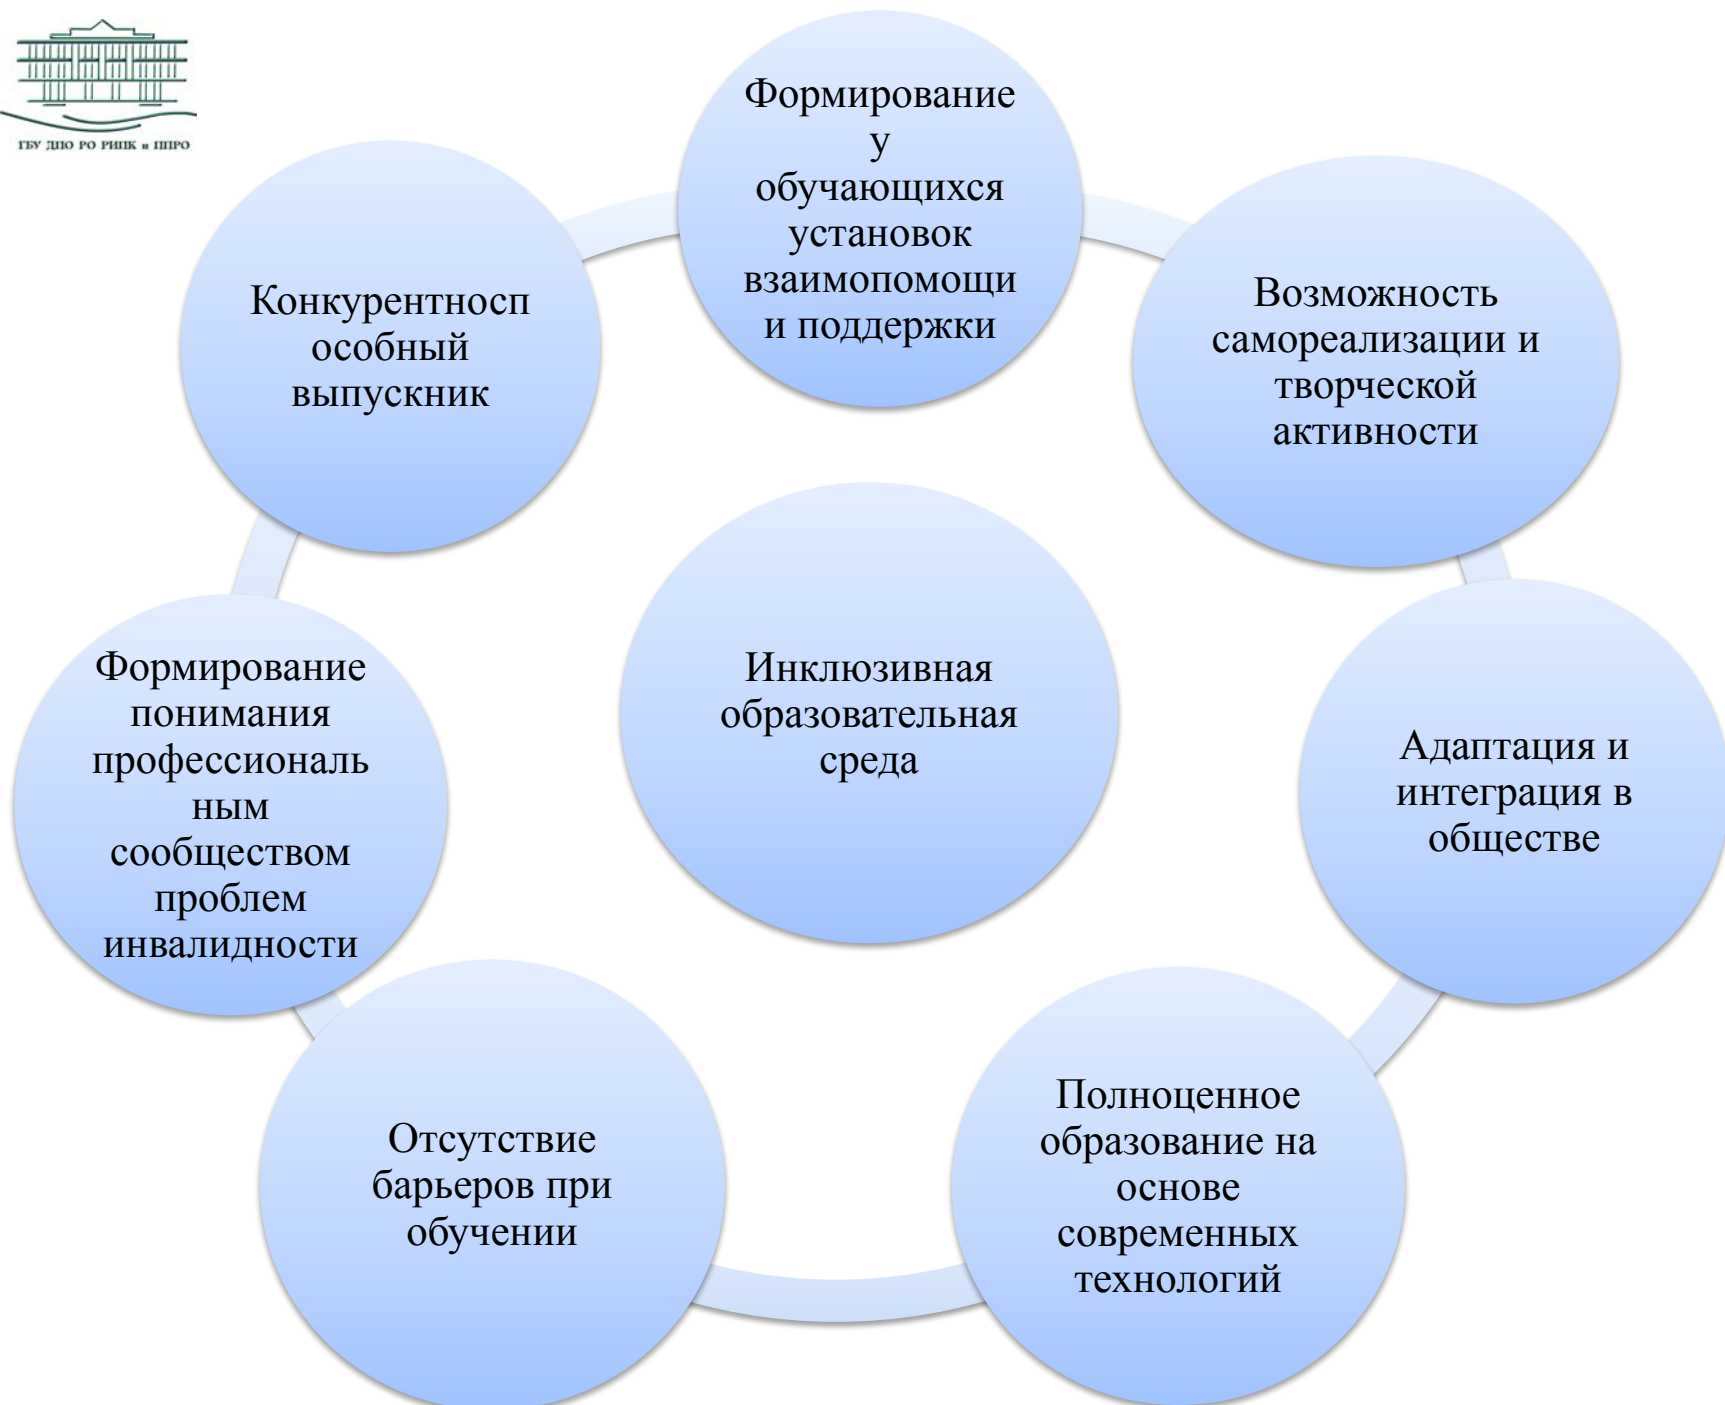 ГБУ ДПО РО РИПК и ППРО
Формирование
у
обучающихся
установок
взаимопомощи
и поддержки
Возможность
самореализации и
творческой
активности
Адаптация и
интеграция в
обществе
Полноценное
образование на
основе
современных
технологий
Отсутствие
барьеров при
обучении
Формирование
понимания
профессиональ
ным
сообществом
проблем
инвалидности
Конкурентносп
особный
выпускник
Инклюзивная
образовательная
среда